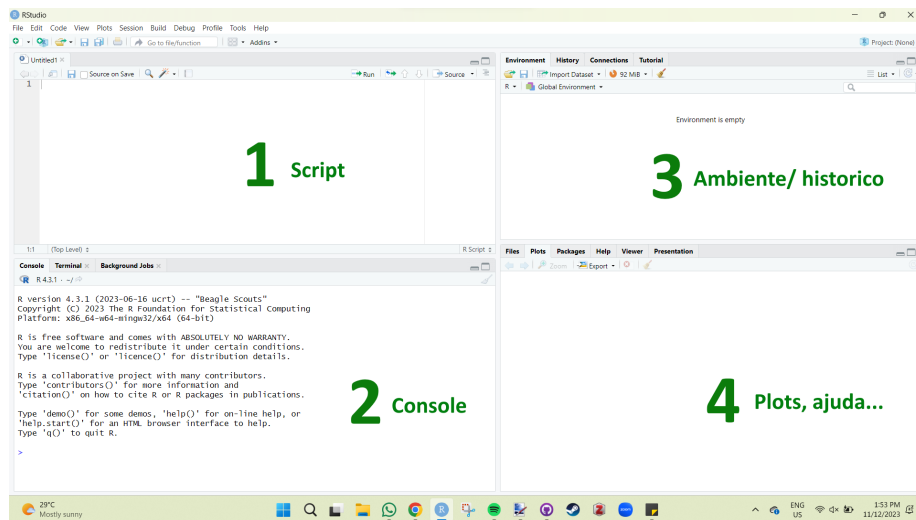 RStudio
File Edit Code View Plots Session Build Debug Profile Tools Help
Go to file/function Addins
Project: (None)
Untitled1
Source on Save Run Source
1
1 Script
1:1 (Top Level) R Script
Console Terminal Background Jobs
R 4.3.1 · ~/
R version 4.3.1 (2023-06-16 ucrt) -- "Beagle Scouts"
Copyright (C) 2023 The R Foundation for Statistical Computing
Platform: x86_64-w64-mingw32/x64 (64-bit)
R is free software and comes with ABSOLUTELY NO WARRANTY.
You are welcome to redistribute it under certain conditions.
Type 'license()' or 'licence()' for distribution details.
R is a collaborative project with many contributors.
Type 'contributors()' for more information and
'citation()' on how to cite R or R packages in publications.
Type 'demo()' for some demos, 'help()' for on-line help, or
'help.start()' for an HTML browser interface to help.
Type 'q()' to quit R.
>
2 Console
Environment History Connections Tutorial
Import Dataset 92 MiB List
R Global Environment
Environment is empty
3 Ambiente/ historico
Files Plots Packages Help Viewer Presentation
Zoom Export
4 Plots, ajuda...
29°C
Mostly sunny
ENG
US
1:53 PM
11/12/2023